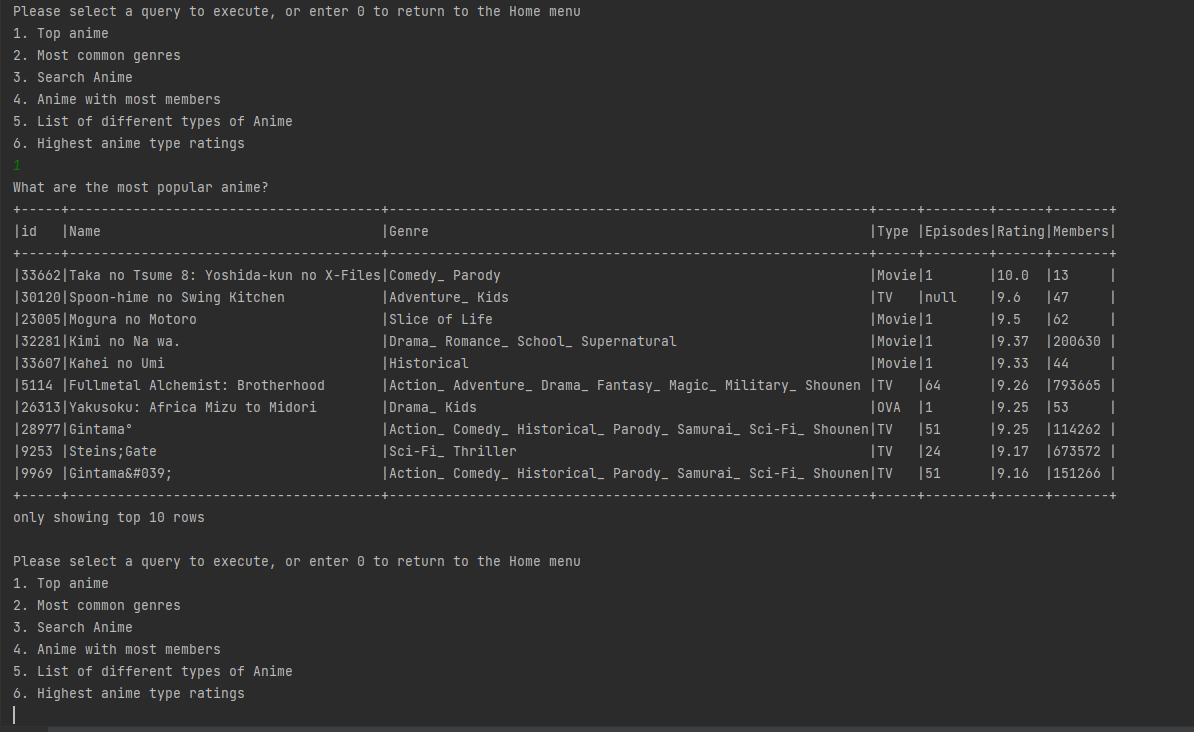 Please select a query to execute, or enter 0 to return to the Home menu
1. Top anime
2. Most common genres
3. Search Anime
4. Anime with most members
5. List of different types of Anime
6. Highest anime type ratings
1
What are the most popular anime?
+-----+---------------------------------------+------------------------------------------------------------+-----+--------+------+-------+
|id   |Name                                   |Genre                                                       |Type |Episodes|Rating|Members|
+-----+---------------------------------------+------------------------------------------------------------+-----+--------+------+-------+
|33662|Taka no Tsume 8: Yoshida-kun no X-Files|Comedy_ Parody                                              |Movie|1       |10.0  |13     |
|30120|Spoon-hime no Swing Kitchen            |Adventure_ Kids                                             |TV   |null    |9.6   |47     |
|23005|Mogura no Motoro                       |Slice of Life                                               |Movie|1       |9.5   |62     |
|32281|Kimi no Na wa.                         |Drama_ Romance_ School_ Supernatural                        |Movie|1       |9.37  |200630 |
|33607|Kahei no Umi                           |Historical                                                  |Movie|1       |9.33  |44     |
|5114 |Fullmetal Alchemist: Brotherhood       |Action_ Adventure_ Drama_ Fantasy_ Magic_ Military_ Shounen |TV   |64      |9.26  |793665 |
|26313|Yakusoku: Africa Mizu to Midori        |Drama_ Kids                                                 |OVA  |1       |9.25  |53     |
|28977|Gintama°                               |Action_ Comedy_ Historical_ Parody_ Samurai_ Sci-Fi_ Shounen|TV   |51      |9.25  |114262 |
|9253 |Steins;Gate                            |Sci-Fi_ Thriller                                            |TV   |24      |9.17  |673572 |
|9969 |Gintama&#039;                          |Action_ Comedy_ Historical_ Parody_ Samurai_ Sci-Fi_ Shounen|TV   |51      |9.16  |151266 |
+-----+---------------------------------------+------------------------------------------------------------+-----+--------+------+-------+
only showing top 10 rows
Please select a query to execute, or enter 0 to return to the Home menu
1. Top anime
2. Most common genres
3. Search Anime
4. Anime with most members
5. List of different types of Anime
6. Highest anime type ratings